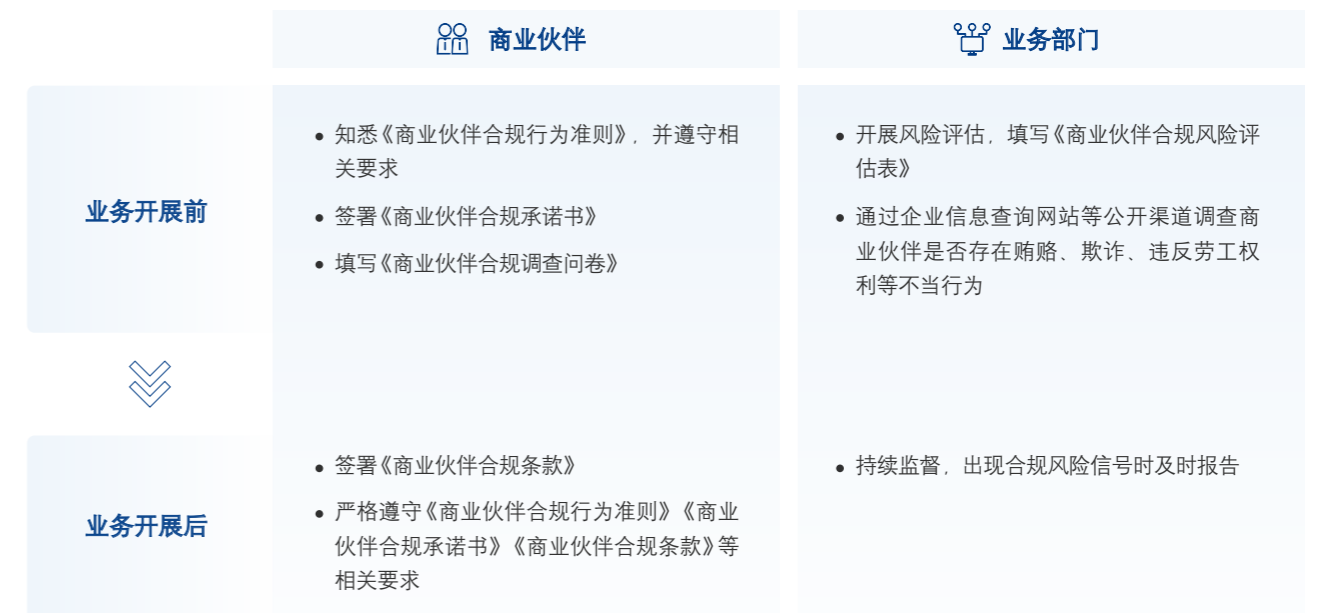 商业伙伴
业务部门
业务开展前
• 知悉《商业伙伴合规行为准则》，并遵守相
关要求
• 签署《商业伙伴合规承诺书》
• 填写《商业伙伴合规调查问卷》
• 开展风险评估，填写《商业伙伴合规风险评
估表》
• 通过企业信息查询网站等公开渠道调查商
业伙伴是否存在贿赂、欺诈、违反劳工权
利等不当行为
业务开展后
• 签署《商业伙伴合规条款》
• 严格遵守《商业伙伴合规行为准则》《商业
伙伴合规承诺书》《商业伙伴合规条款》等
相关要求
• 持续监督，出现合规风险信号时及时报告